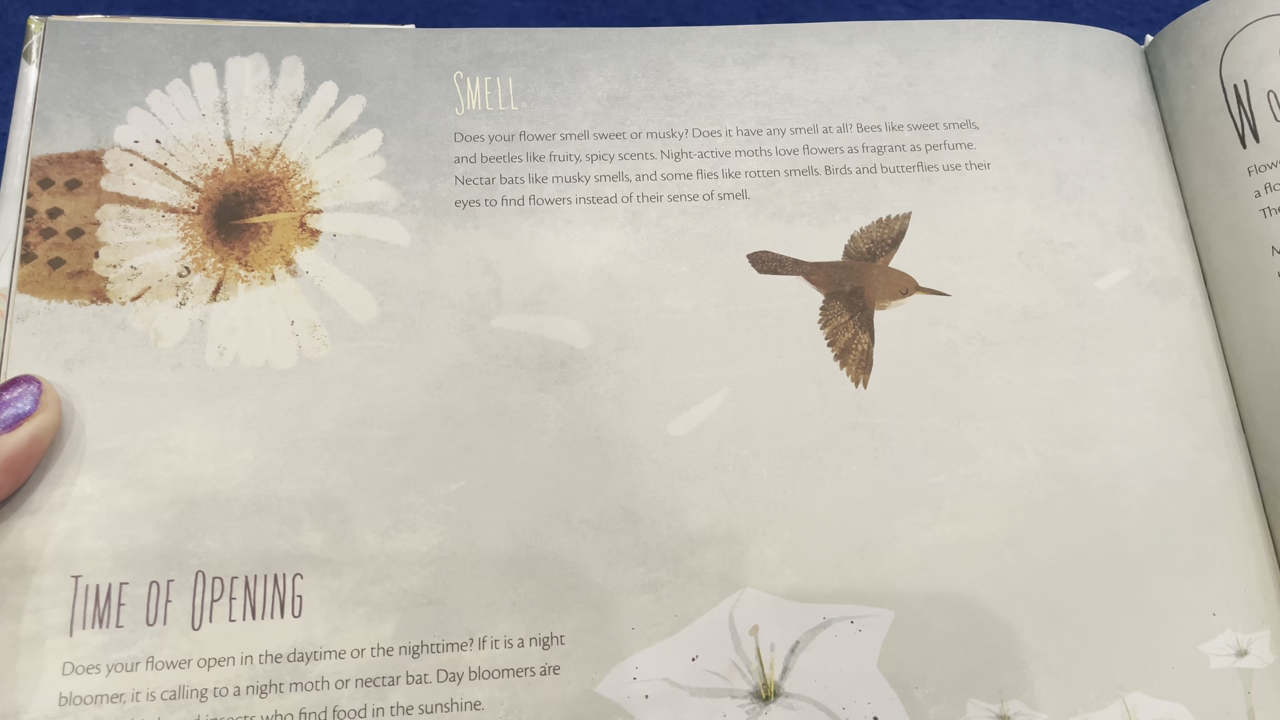 SMELL
Does your flower smell sweet or musky? Does it have any smell at all? Bees like sweet smells,
and beetles like fruity, spicy scents. Night-active moths love flowers as fragrant as perfume.
Nectar bats like musky smells, and some flies like rotten smells. Birds and butterflies use their
eyes to find flowers instead of their sense of smell.
TIME OF OPENING
Does your flower open in the daytime or the nighttime? If it is a night
bloomer, it is calling to a night moth or nectar bat. Day bloomers are
insects who find food in the sunshine.
W
a